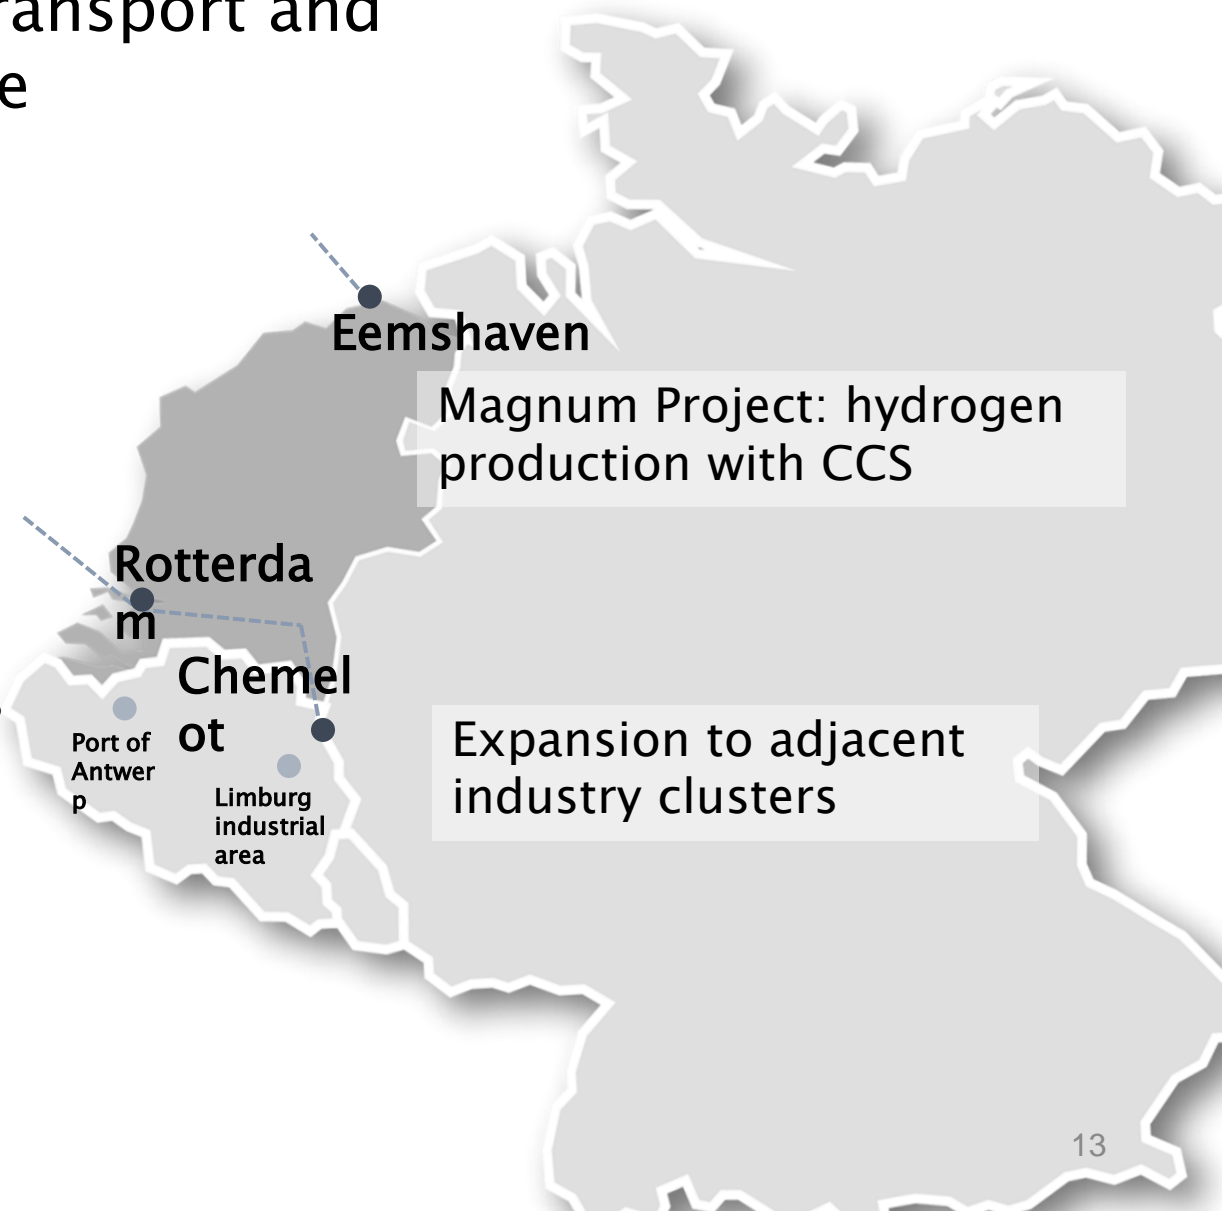 ransport and
e
Eemshaven
Magnum Project: hydrogen
production with CCS
Rotterda
m
Chemel
ot
Port of
Antwer
p
Limburg
industrial
area
Expansion to adjacent
industry clusters
13